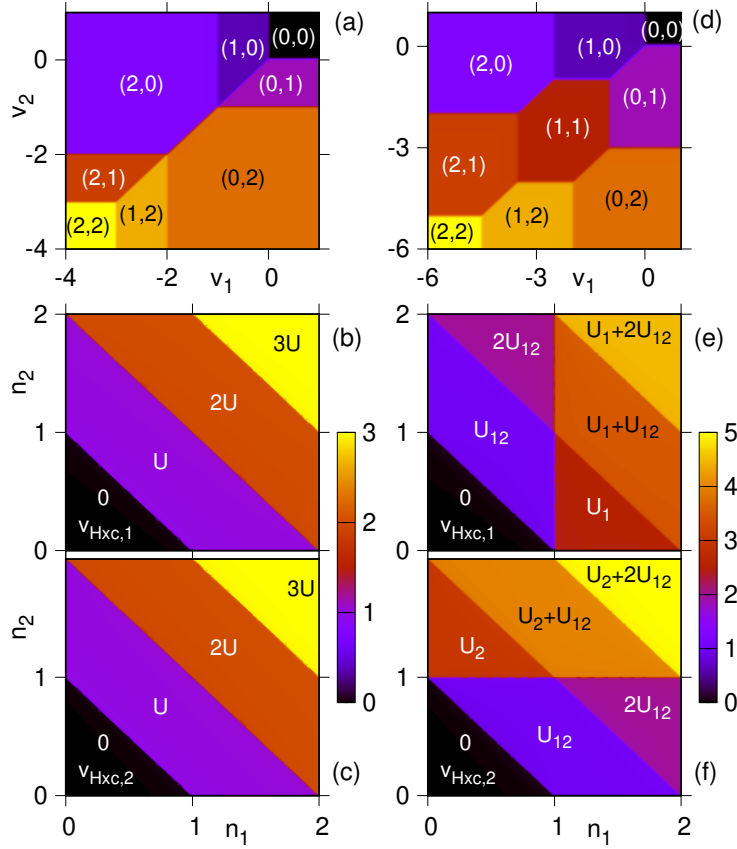 (a)
v2
0
-2
-4
(2,0)
(1,0)
(0,0)
(0,1)
(2,1)
(0,2)
(2,2)
(1,2)
-4
-2
0
v1
(d)
0
-3
-6
(2,0)
(1,0)
(0,0)
(0,1)
(1,1)
(2,1)
(0,2)
(1,2)
(2,2)
-6
-3
0
v1
(b)
n2
2
1
0
3U
2U
U
0
vHxc,1
3
2
1
0
(e)
2U12
U1+2U12
U12
U1+U12
0
U1
vHxc,1
5
4
3
2
1
0
(c)
n2
1
0
3U
2U
U
0
vHxc,2
0
1
2
n1
(f)
U2+2U12
U2+U12
U2
2U12
U12
0
vHxc,2
0
1
2
n1